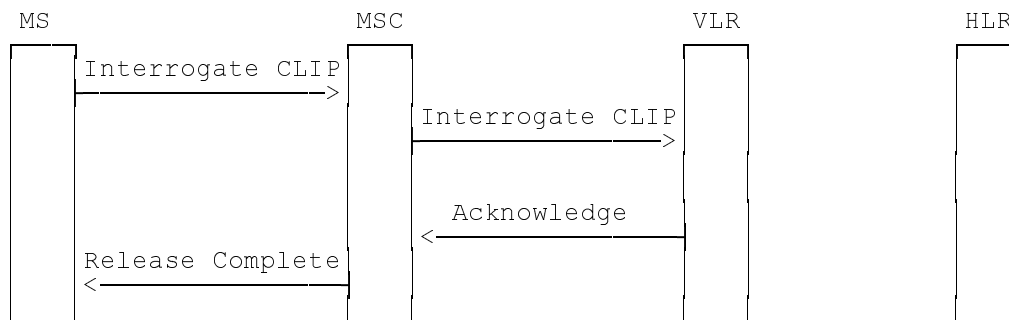 MS MSC VLR HLR
Interrogate CLIP
Interrogate CLIP
Acknowledge
Release Complete